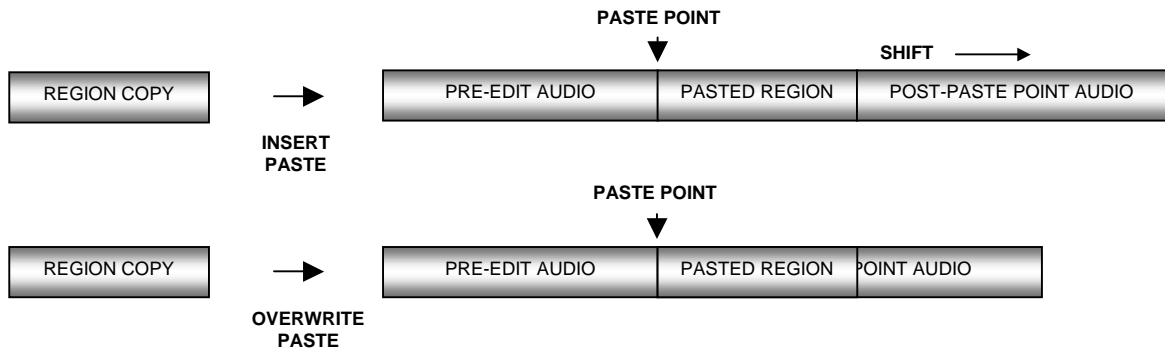 PASTE POINT
SHIFT
REGION COPY
PRE-EDIT AUDIO
PASTED REGION
POST-PASTE POINT AUDIO
INSERT
PASTE
PASTE POINT
REGION COPY
PRE-EDIT AUDIO
PASTED REGION
POINT AUDIO
OVERWRITE
PASTE